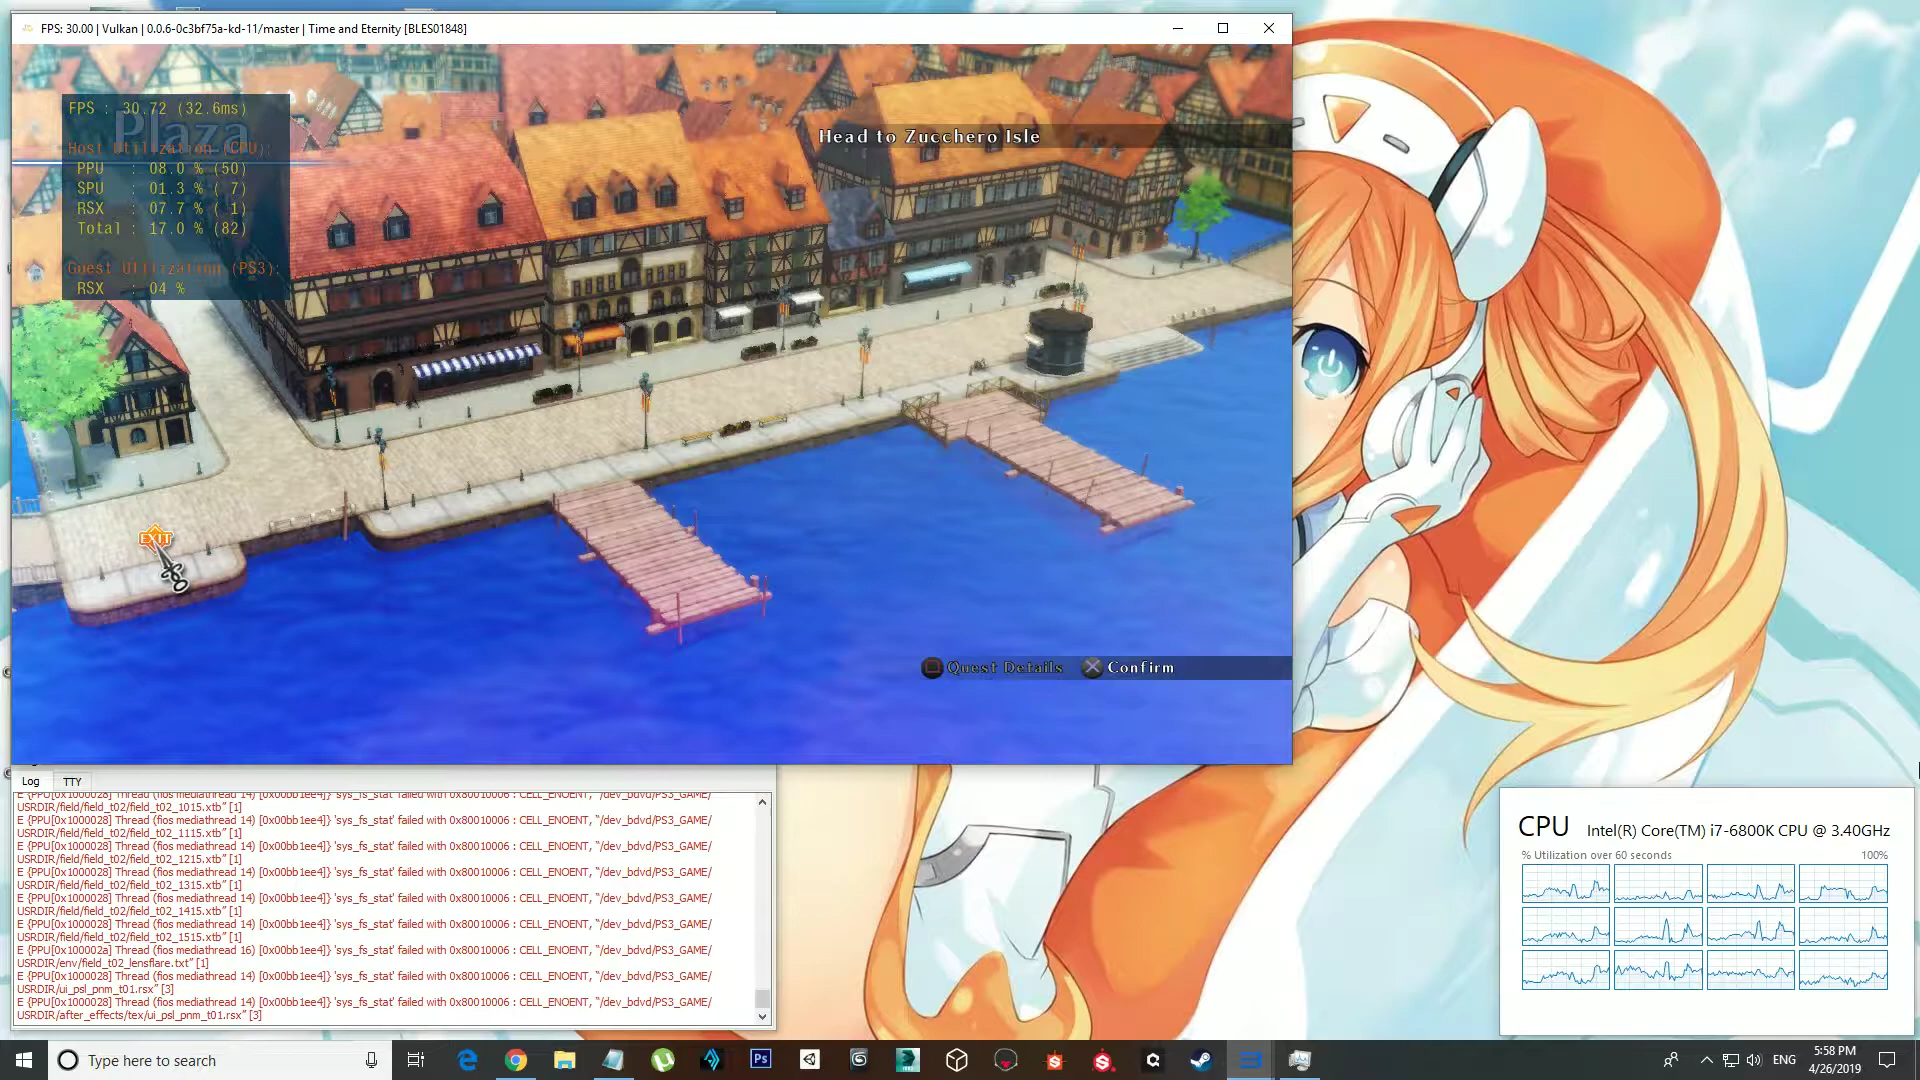 FPS: 30.00 | Vulkan | 0.0.6-0c3bf75a-kd-11/master | Time and Eternity [BLES01848]
FPS : 30.72 (32.6ms)
Plaza
Host Utilization (CPU):
PPU : 08.0 % (50)
SPU : 01.3 % ( 7)
RSX : 07.7 % ( 1)
Total : 17.0 % (82)
Guest Utilization (PS3):
RSX : 04 %
Head to Zucchero Isle
EXIT
Quest Details Confirm
Log TTY
E {PPU[0x1000028] Thread (fios mediathread 14) [0x00bb1ee4]} 'sys_fs_stat' failed with 0x80010006 : CELL_ENOENT, “/dev_bdvd/PS3_GAME/
USRDIR/field/field_t02/field_t02_1015.xtb” [1]
E {PPU[0x1000028] Thread (fios mediathread 14) [0x00bb1ee4]} 'sys_fs_stat' failed with 0x80010006 : CELL_ENOENT, “/dev_bdvd/PS3_GAME/
USRDIR/field/field_t02/field_t02_1115.xtb” [1]
E {PPU[0x1000028] Thread (fios mediathread 14) [0x00bb1ee4]} 'sys_fs_stat' failed with 0x80010006 : CELL_ENOENT, “/dev_bdvd/PS3_GAME/
USRDIR/field/field_t02/field_t02_1215.xtb” [1]
E {PPU[0x1000028] Thread (fios mediathread 14) [0x00bb1ee4]} 'sys_fs_stat' failed with 0x80010006 : CELL_ENOENT, “/dev_bdvd/PS3_GAME/
USRDIR/field/field_t02/field_t02_1315.xtb” [1]
E {PPU[0x1000028] Thread (fios mediathread 14) [0x00bb1ee4]} 'sys_fs_stat' failed with 0x80010006 : CELL_ENOENT, “/dev_bdvd/PS3_GAME/
USRDIR/field/field_t02/field_t02_1415.xtb” [1]
E {PPU[0x1000028] Thread (fios mediathread 14) [0x00bb1ee4]} 'sys_fs_stat' failed with 0x80010006 : CELL_ENOENT, “/dev_bdvd/PS3_GAME/
USRDIR/field/field_t02/field_t02_1515.xtb” [1]
E {PPU[0x100002a] Thread (fios mediathread 16) [0x00bb1ee4]} 'sys_fs_stat' failed with 0x80010006 : CELL_ENOENT, “/dev_bdvd/PS3_GAME/
USRDIR/env/field_t02_lensflare.txt” [1]
E {PPU[0x1000028] Thread (fios mediathread 14) [0x00bb1ee4]} 'sys_fs_stat' failed with 0x80010006 : CELL_ENOENT, “/dev_bdvd/PS3_GAME/
USRDIR/ui_psl_pnm_t01.rsx” [3]
E {PPU[0x1000028] Thread (fios mediathread 14) [0x00bb1ee4]} 'sys_fs_stat' failed with 0x80010006 : CELL_ENOENT, “/dev_bdvd/PS3_GAME/
USRDIR/after_effects/tex/ui_psl_pnm_t01.rsx” [3]
CPU Intel(R) Core(TM) i7-6800K CPU @ 3.40GHz
% Utilization over 60 seconds 100%
Type here to search
Ps
ENG
5:58 PM
4/26/2019